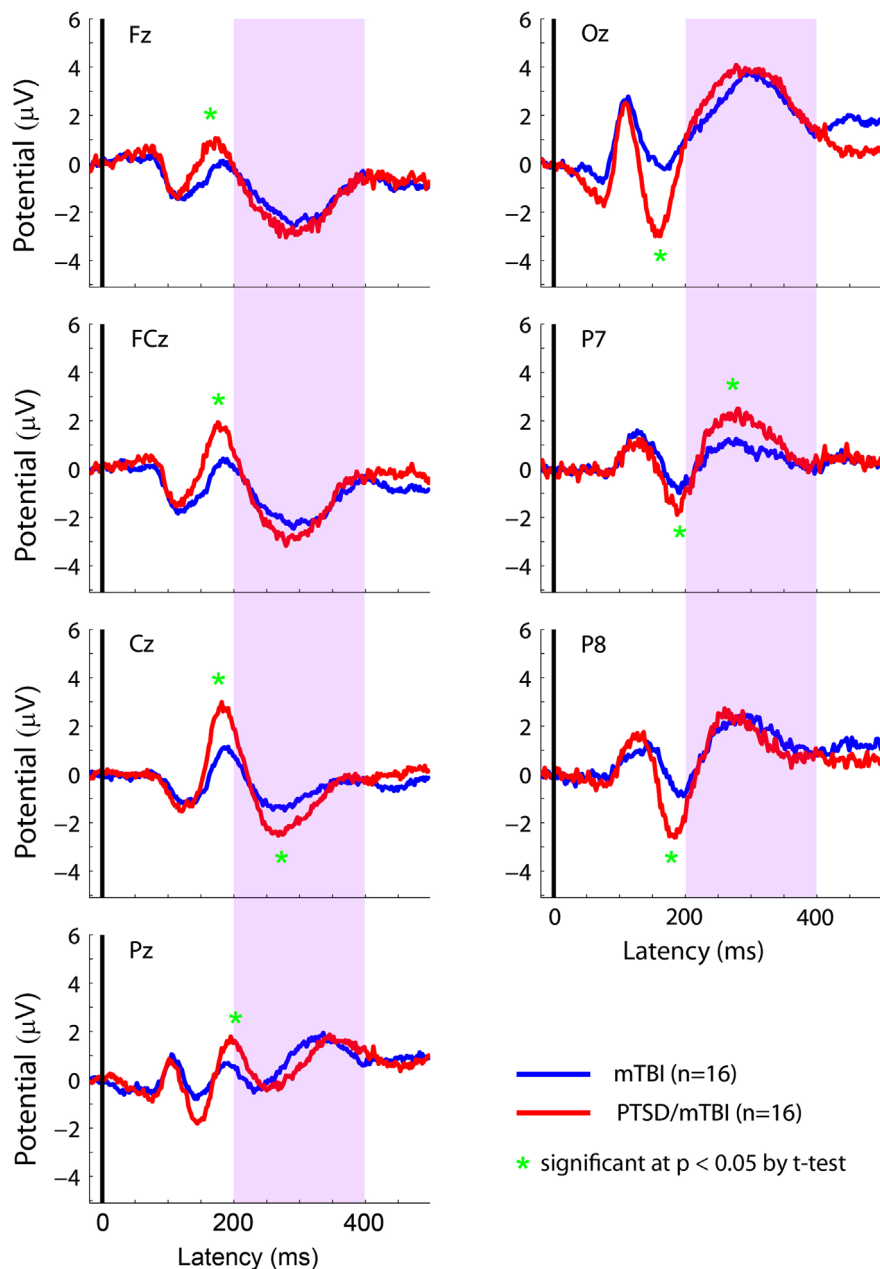 Fz
Potential (μV)
6
4
2
0
−2
−4
FCz
Potential (μV)
6
4
2
0
−2
−4
Cz
Potential (μV)
6
4
2
0
−2
−4
Pz
Potential (μV)
6
4
2
0
−2
−4
0 200 400
Latency (ms)
Oz
6
4
2
0
−2
−4
P7
6
4
2
0
−2
−4
P8
6
4
2
0
−2
−4
0 200 400
Latency (ms)
mTBI (n=16)
PTSD/mTBI (n=16)
* significant at p < 0.05 by t-test